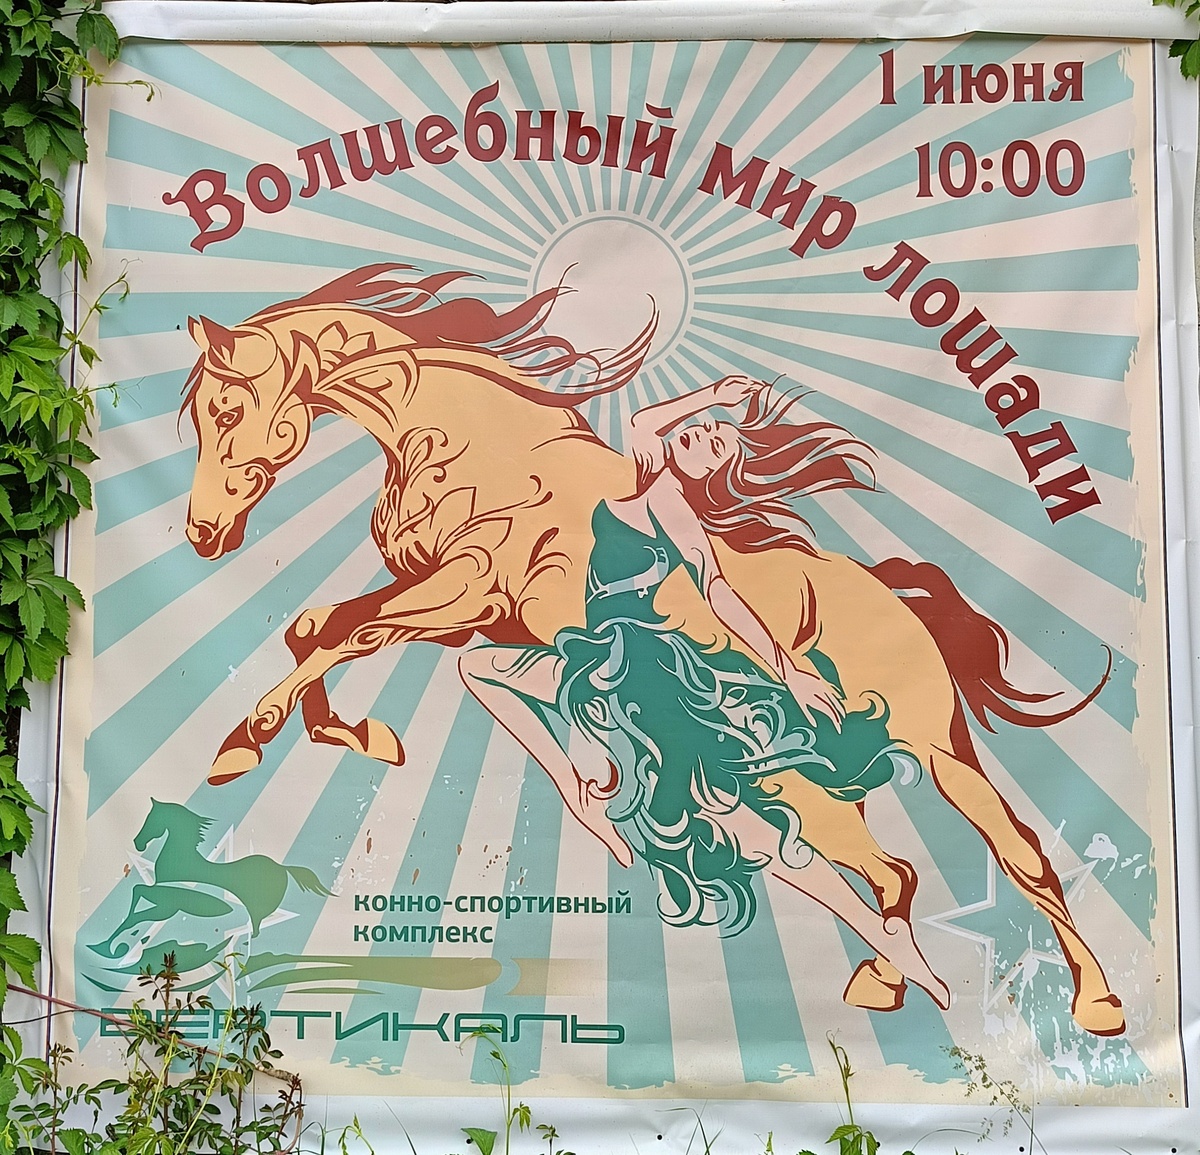 1 июня
10:00
Волшебный мир лошади
конно-спортивный
комплекс
ВЕРТИКАЛЬ